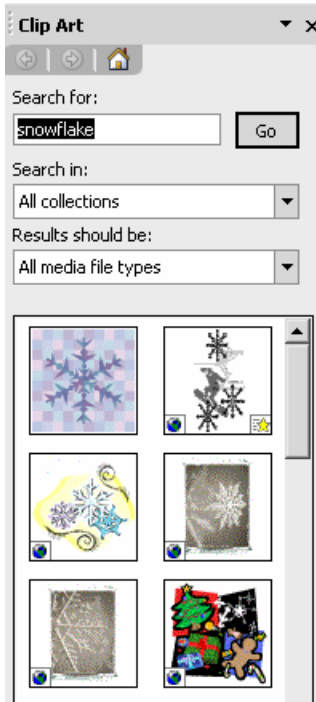 Clip Art
Search for:
snowflake
Go
Search in:
All collections
Results should be:
All media file types